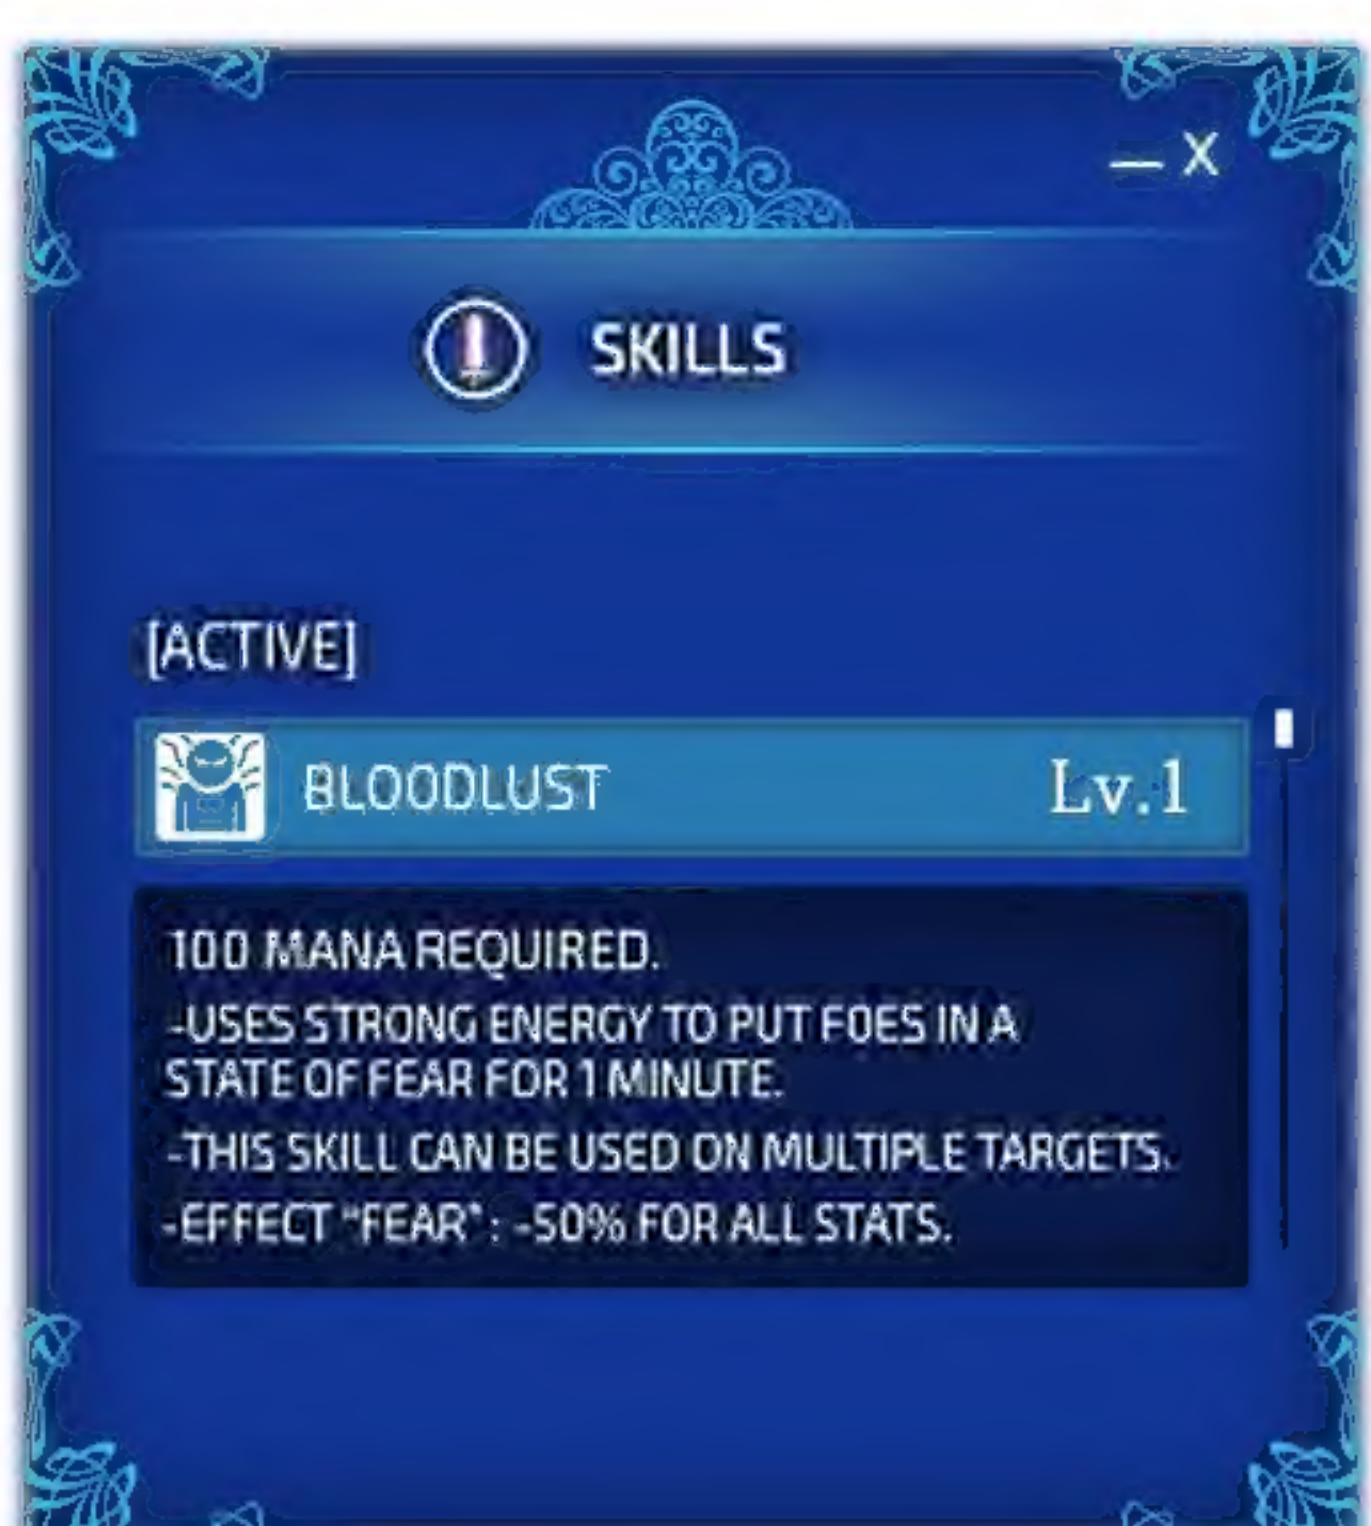 — X
SKILLS
[ACTIVE]
BLOODLUST Lv.1
100 MANA REQUIRED.
-USES STRONG ENERGY TO PUT FOES IN A
STATE OF FEAR FOR 1 MINUTE.
-THIS SKILL CAN BE USED ON MULTIPLE TARGETS.
-EFFECT "FEAR" : -50% FOR ALL STATS.